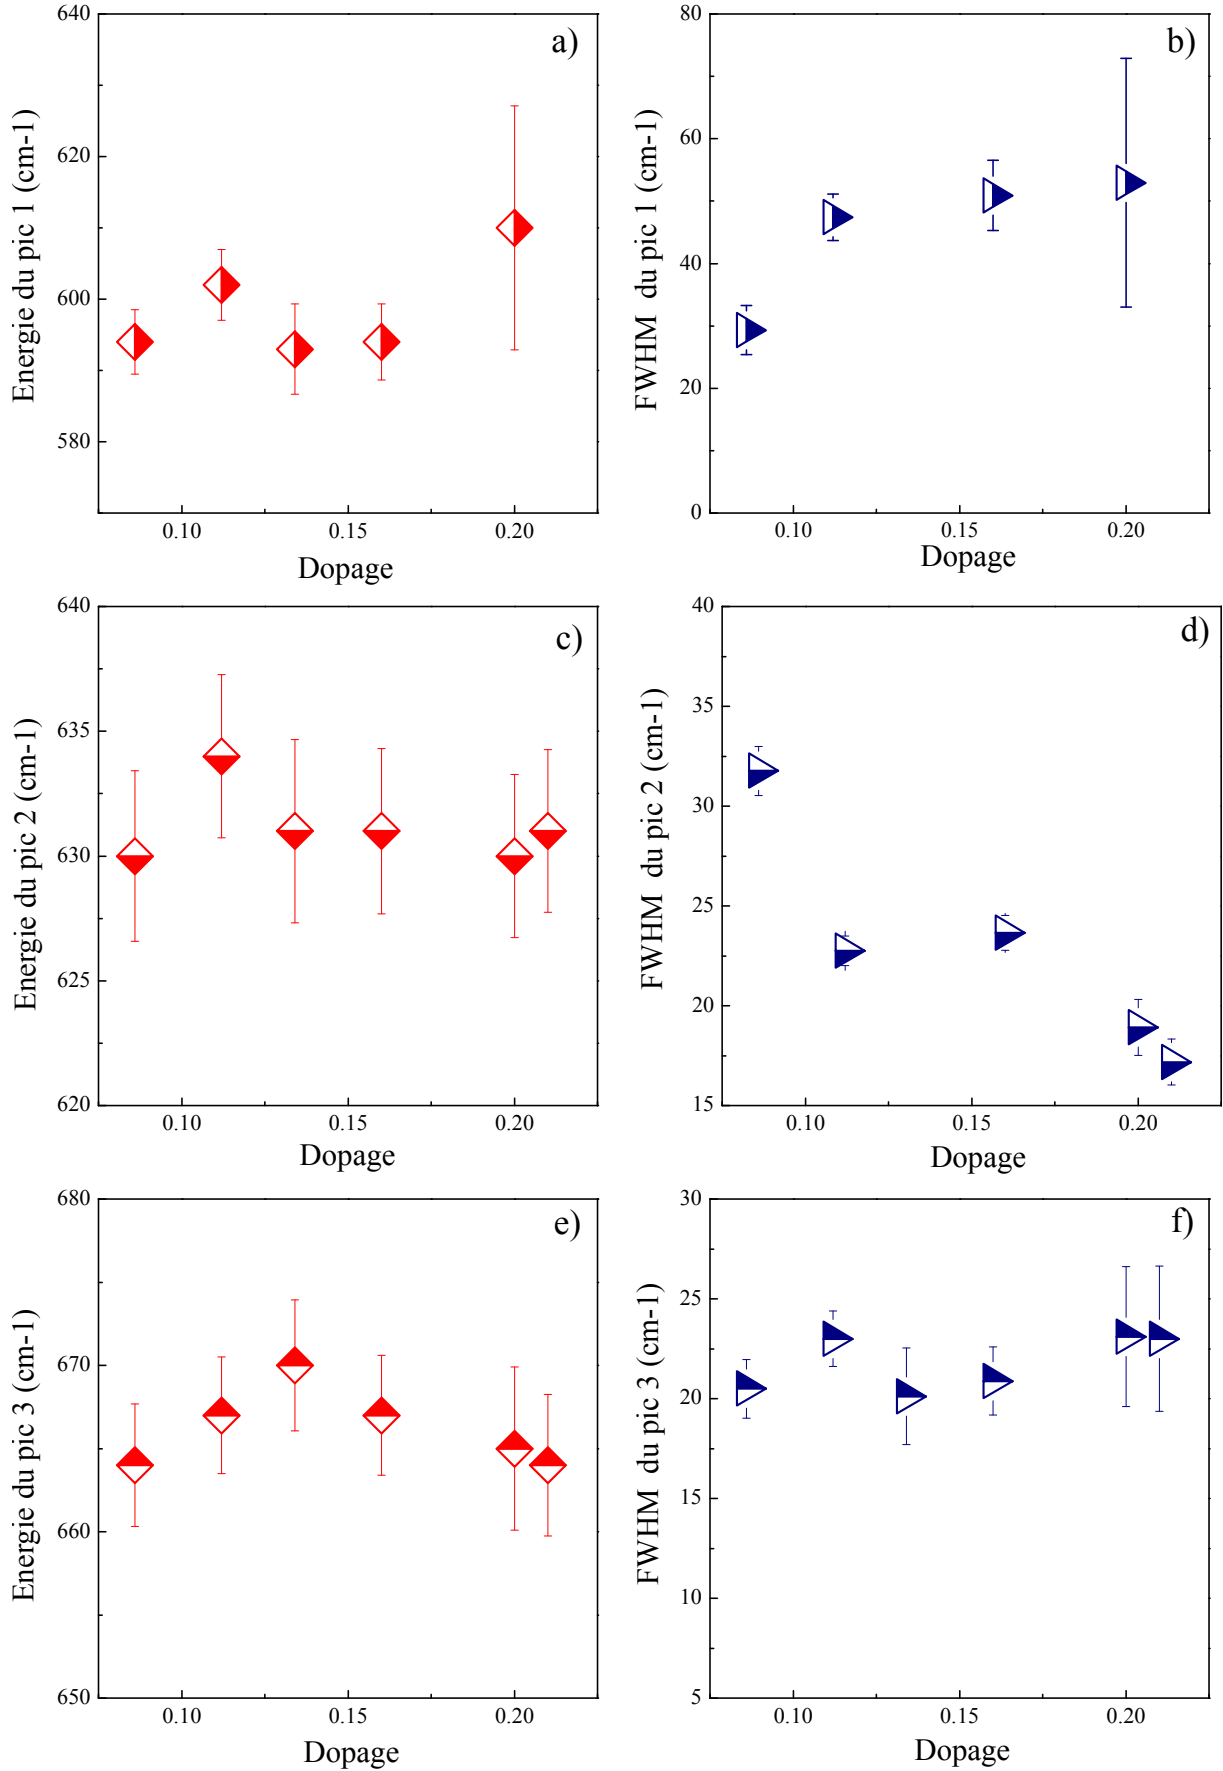 a)
Energie du pic 1 (cm-1)
640
620
600
580
0.10 0.15 0.20
Dopage
b)
FWHM du pic 1 (cm-1)
80
60
40
20
0
0.10 0.15 0.20
Dopage
c)
Energie du pic 2 (cm-1)
640
635
630
625
620
0.10 0.15 0.20
Dopage
d)
FWHM du pic 2 (cm-1)
40
35
30
25
20
15
0.10 0.15 0.20
Dopage
e)
Energie du pic 3 (cm-1)
680
670
660
650
0.10 0.15 0.20
Dopage
f)
FWHM du pic 3 (cm-1)
30
25
20
15
10
5
0.10 0.15 0.20
Dopage